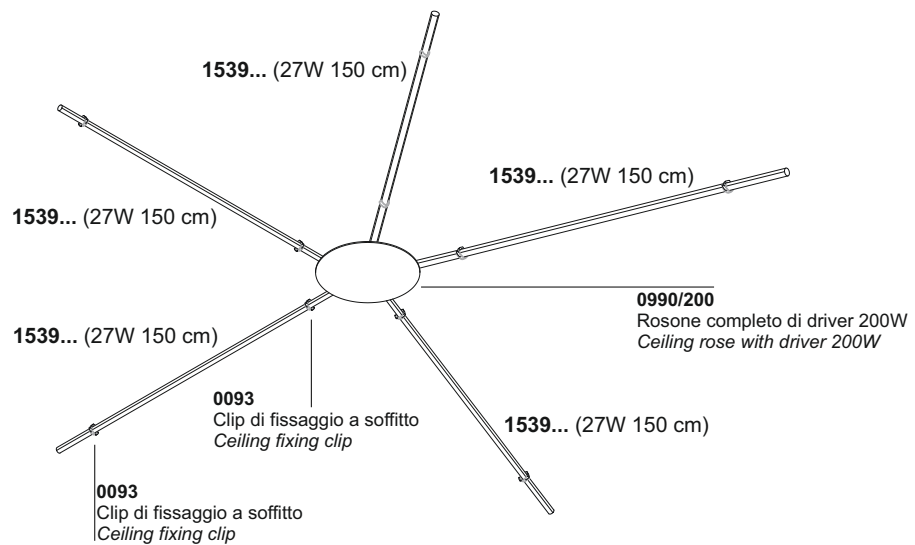 1539... (27W 150 cm)
1539... (27W 150 cm)
1539... (27W 150 cm)
0990/200
Rosone completo di driver 200W
Ceiling rose with driver 200W
1539... (27W 150 cm)
0093
Clip di fissaggio a soffitto
Ceiling fixing clip
1539... (27W 150 cm)
0093
Clip di fissaggio a soffitto
Ceiling fixing clip